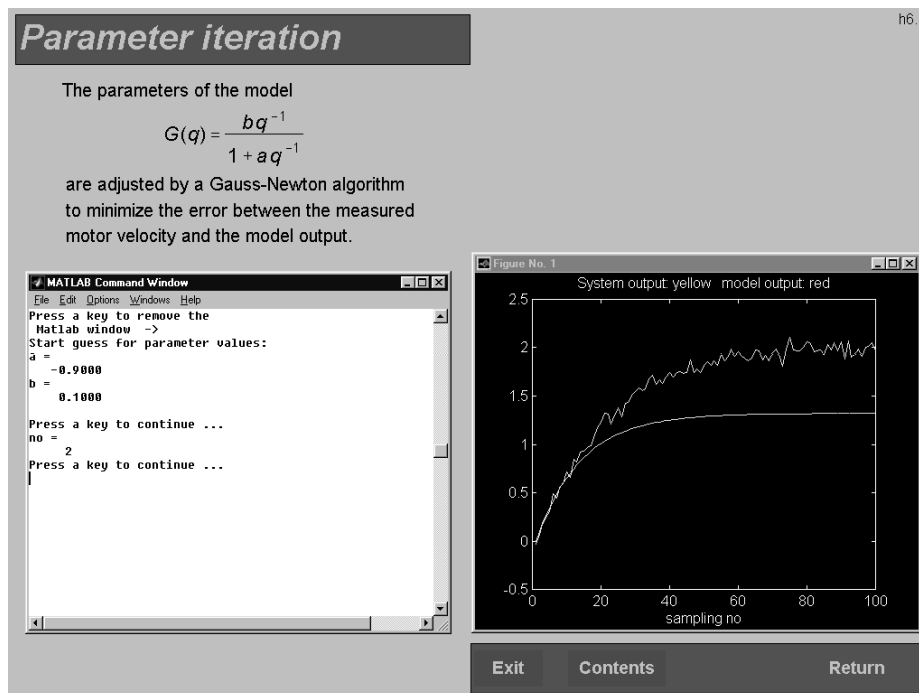 h6.
Parameter iteration
The parameters of the model
G(q) = bq⁻¹ / 1 + aq⁻¹
are adjusted by a Gauss-Newton algorithm
to minimize the error between the measured
motor velocity and the model output.
MATLAB Command Window
File Edit Options Windows Help
Press a key to remove the
Matlab window ->
Start guess for parameter values:
a =
-0.9000
b =
0.1000
Press a key to continue ...
no =
2
Press a key to continue ...
Figure No. 1
System output: yellow model output: red
2.5
2
1.5
1
0.5
0
-0.5
0 20 40 60 80 100
sampling no
Exit Contents Return